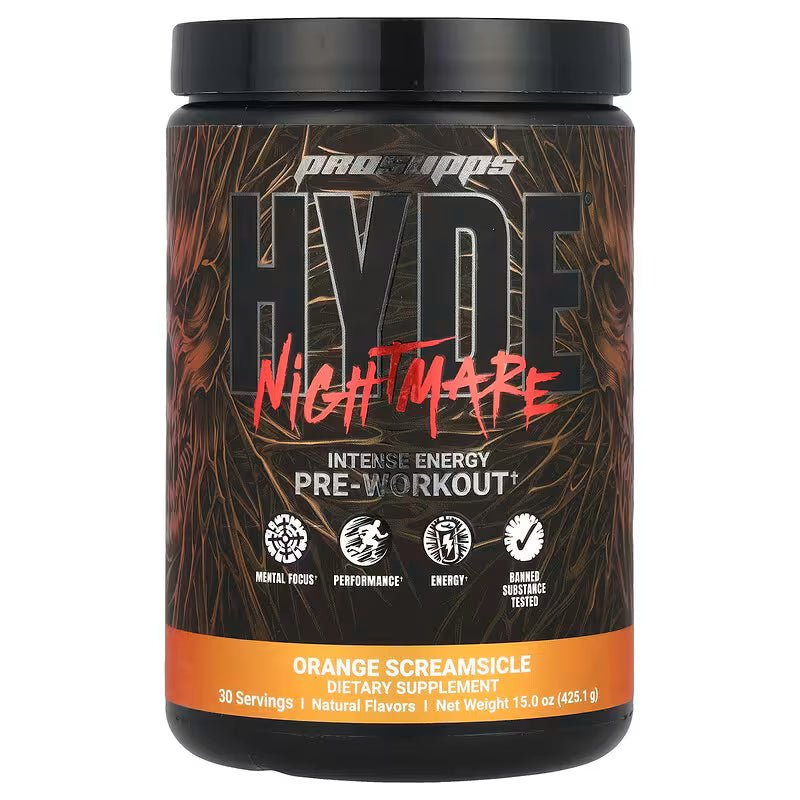 PROSUPPS®
HYDE®
NIGHTMARE
INTENSE ENERGY
PRE-WORKOUT†
MENTAL FOCUS† PERFORMANCE† ENERGY† BANNED SUBSTANCE TESTED
ORANGE SCREAMSICLE
DIETARY SUPPLEMENT
30 Servings | Natural Flavors | Net Weight 15.0 oz (425.1 g)